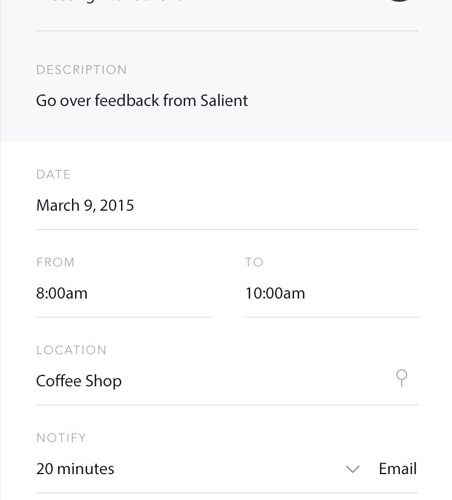 DESCRIPTION
Go over feedback from Salient
DATE
March 9, 2015
FROM TO
8:00am 10:00am
LOCATION
Coffee Shop
NOTIFY
20 minutes Email